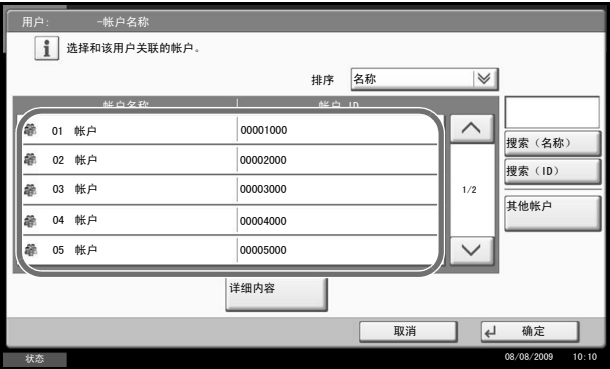 用户: -帐户名称
选择和该用户关联的帐户。
排序 名称
帐户名称 帐户 ID
01 帐户 00001000
02 帐户 00002000
03 帐户 00003000
04 帐户 00004000
05 帐户 00005000
1/2
搜索（名称）
搜索（ID）
其他帐户
详细内容
取消 确定
状态 08/08/2009 10:10